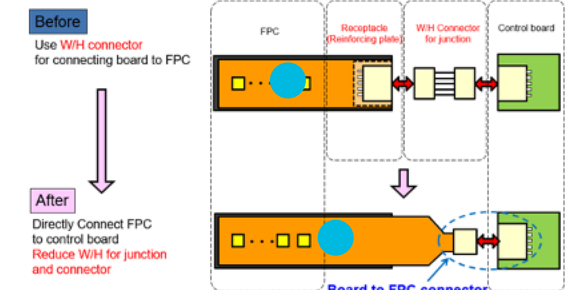 Before
Use W/H connector
for connecting board to FPC
After
Directly Connect FPC
to control board
Reduce W/H for junction
and connector
FPC
Receptacle
(Reinforcing plate)
W/H Connector
for junction
Control board
Board to FPC connector